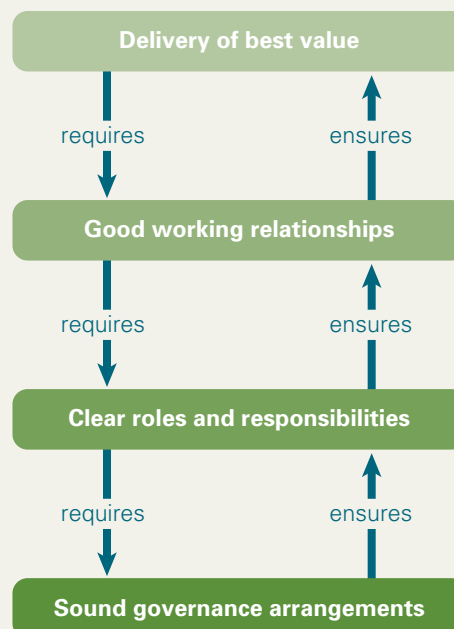 Delivery of best value
requires
ensures
Good working relationships
requires
ensures
Clear roles and responsibilities
requires
ensures
Sound governance arrangements